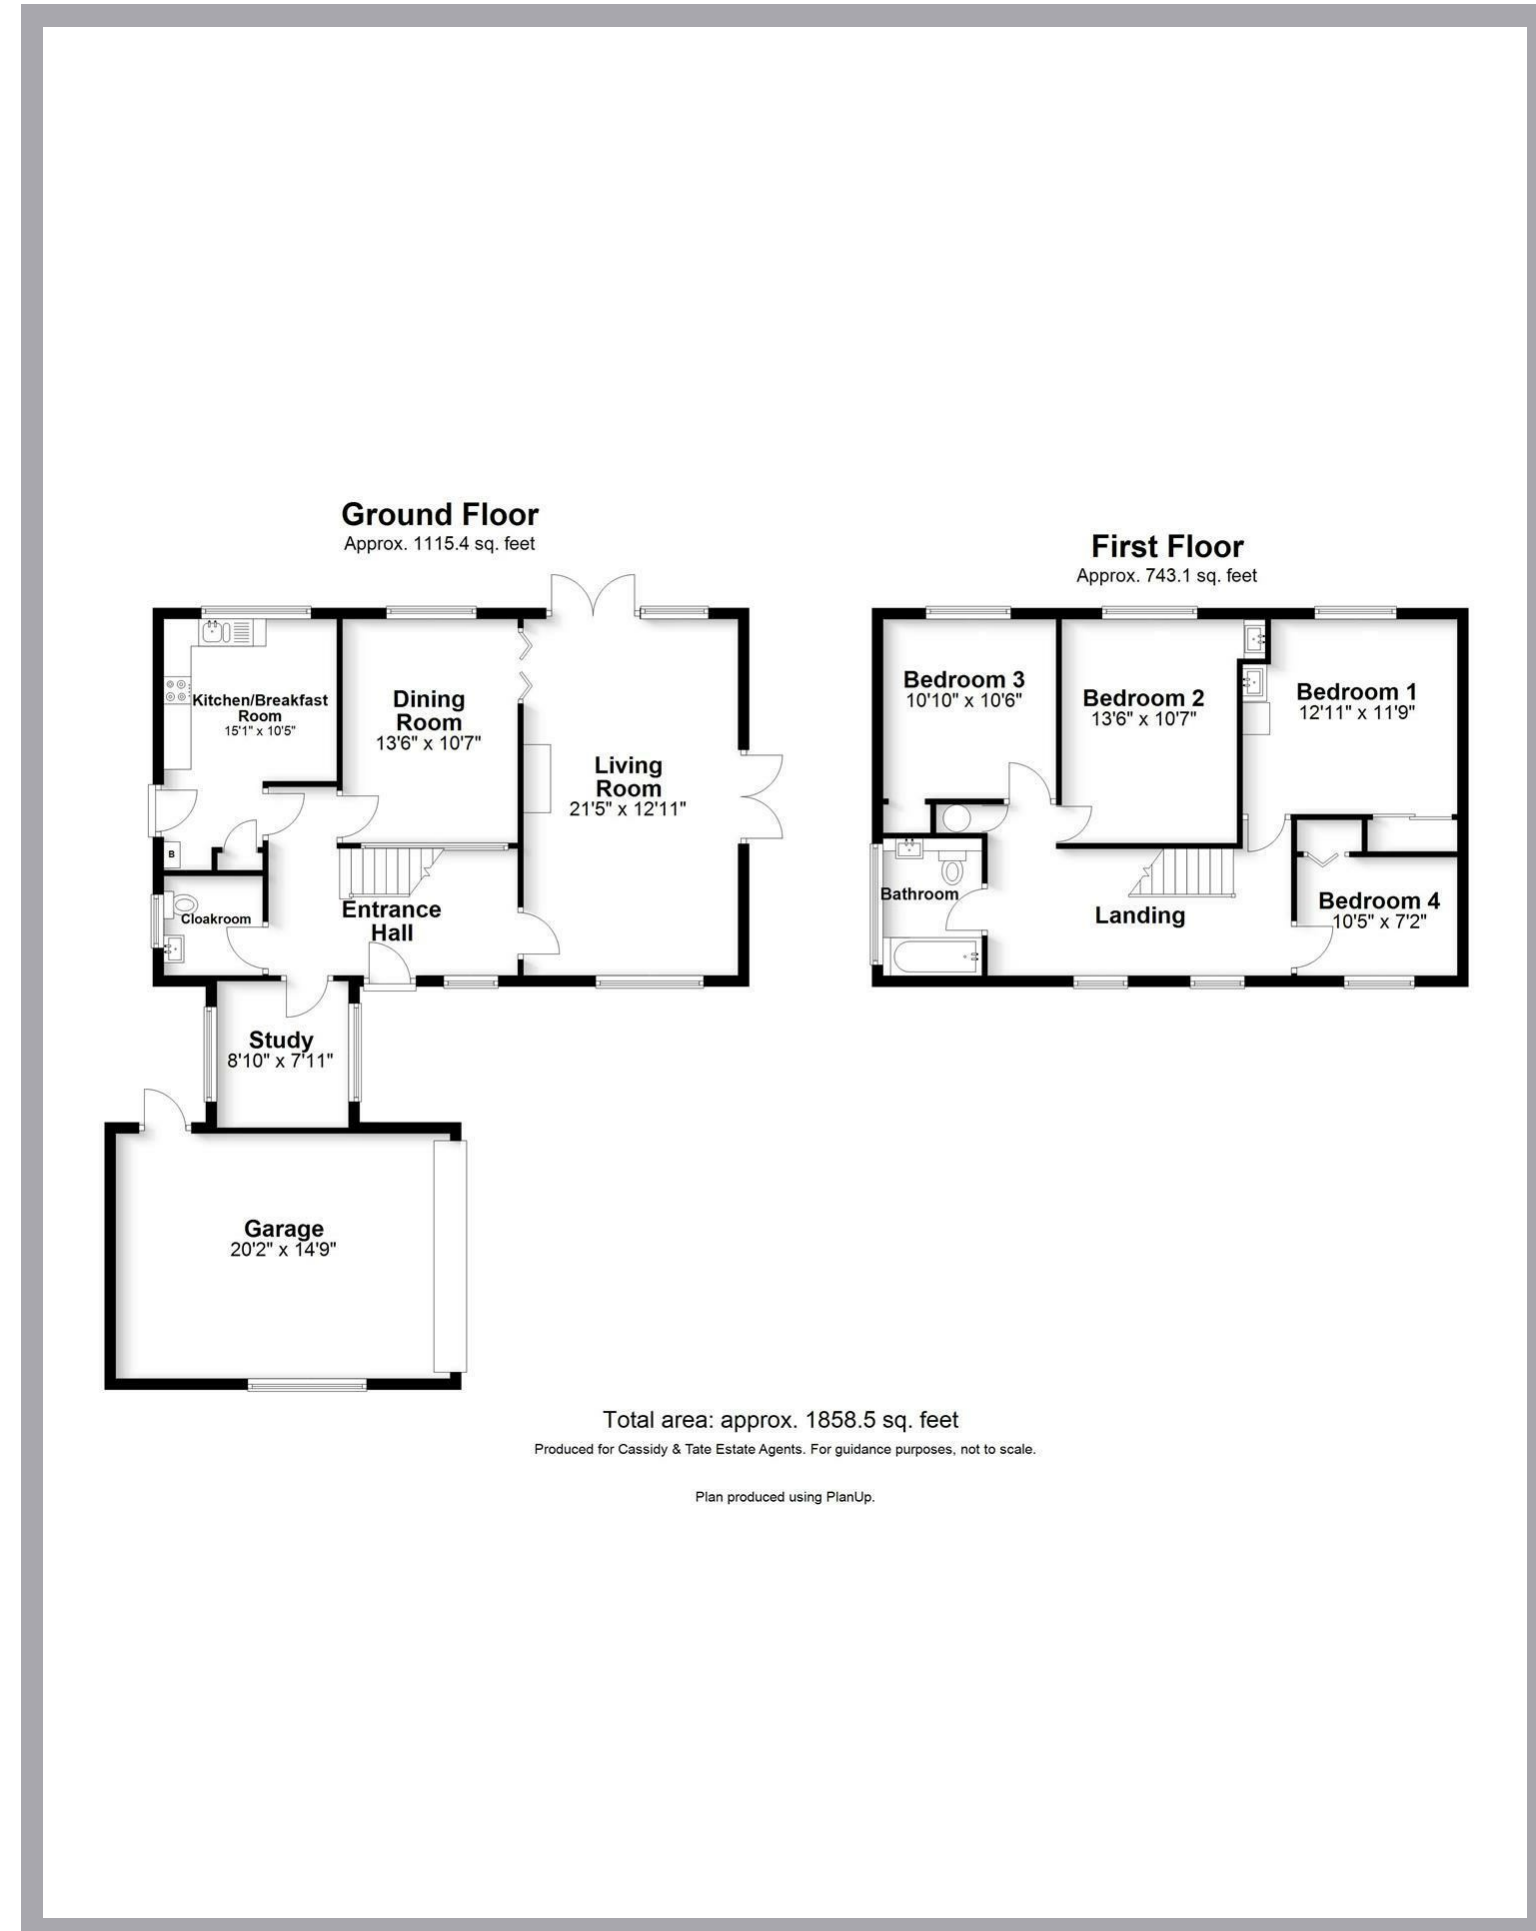 Ground Floor
Approx. 1115.4 sq. feet
Kitchen/Breakfast
Room
15'1" x 10'5"
Dining
Room
13'6" x 10'7"
Living
Room
21'5" x 12'11"
B
Cloakroom
Entrance
Hall
Study
8'10" x 7'11"
Garage
20'2" x 14'9"
First Floor
Approx. 743.1 sq. feet
Bedroom 3
10'10" x 10'6"
Bedroom 2
13'6" x 10'7"
Bedroom 1
12'11" x 11'9"
Bathroom
Landing
Bedroom 4
10'5" x 7'2"
Total area: approx. 1858.5 sq. feet
Produced for Cassidy & Tate Estate Agents. For guidance purposes, not to scale.
Plan produced using PlanUp.